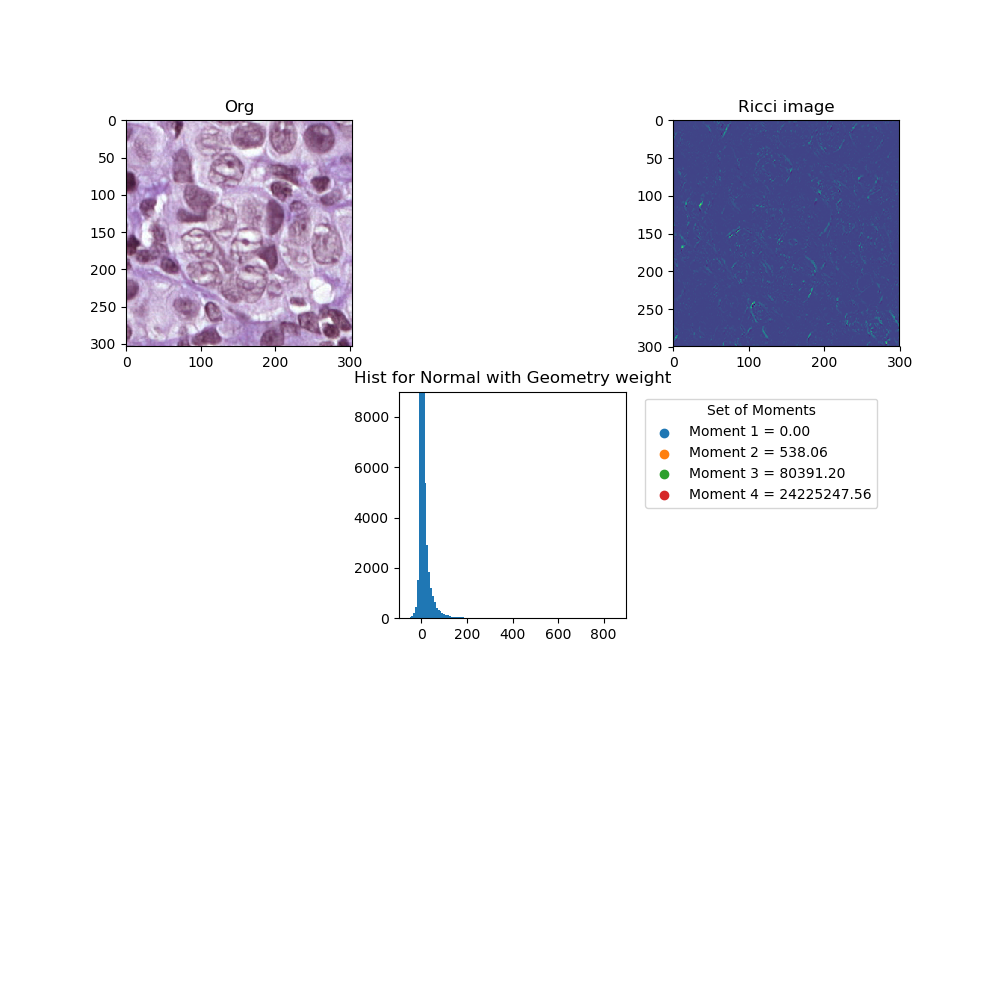 Org
Ricci image
0
50
100
150
200
250
300
0 100 200 300
0
50
100
150
200
250
300
0 100 200 300
Hist for Normal with Geometry weight
8000
6000
4000
2000
0
0 200 400 600 800
Set of Moments
Moment 1 = 0.00
Moment 2 = 538.06
Moment 3 = 80391.20
Moment 4 = 24225247.56